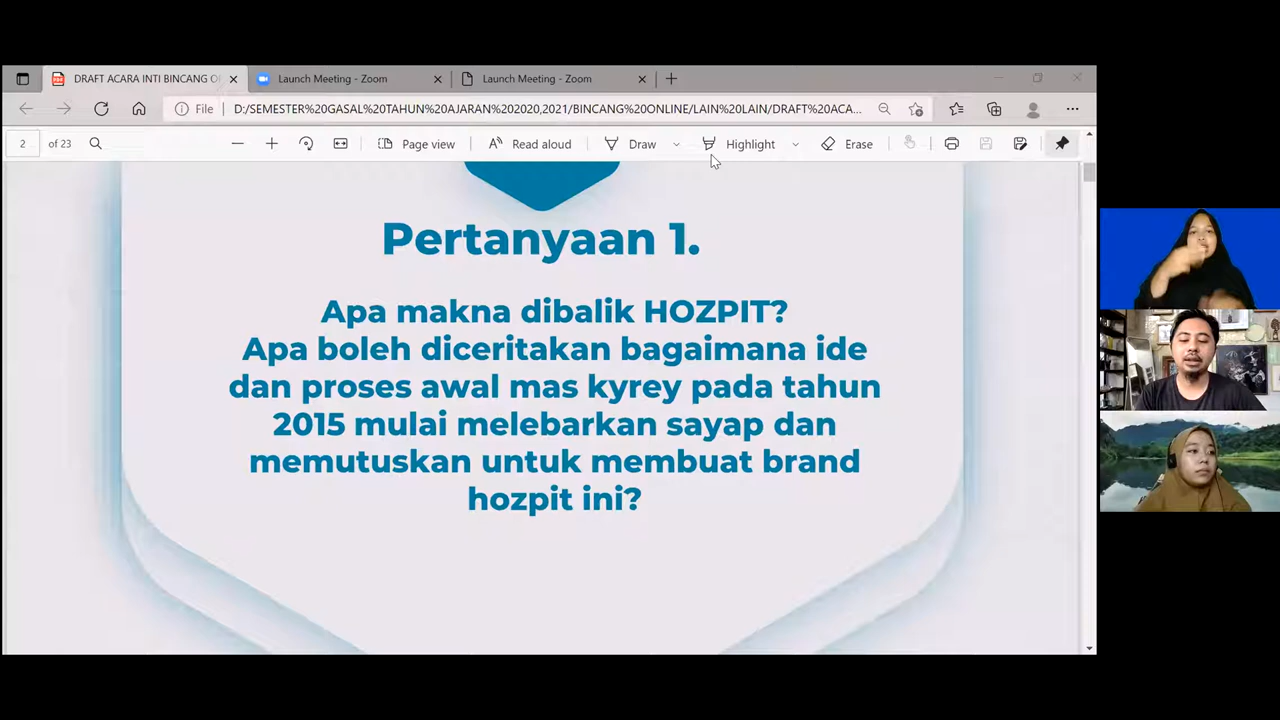 DRAFT ACARA INTI BINCANG O
Launch Meeting - Zoom
Launch Meeting - Zoom
File
D:/SEMESTER%20GASAL%20TAHUN%20AJARAN%202020,2021/BINCANG%20ONLINE/LAIN%20LAIN/DRAFT%20ACA...
2 of 23
Page view
Read aloud
Draw
Highlight
Erase
Pertanyaan 1.
Apa makna dibalik HOZPIT?
Apa boleh diceritakan bagaimana ide
dan proses awal mas kyrey pada tahun
2015 mulai melebarkan sayap dan
memutuskan untuk membuat brand
hozpit ini?